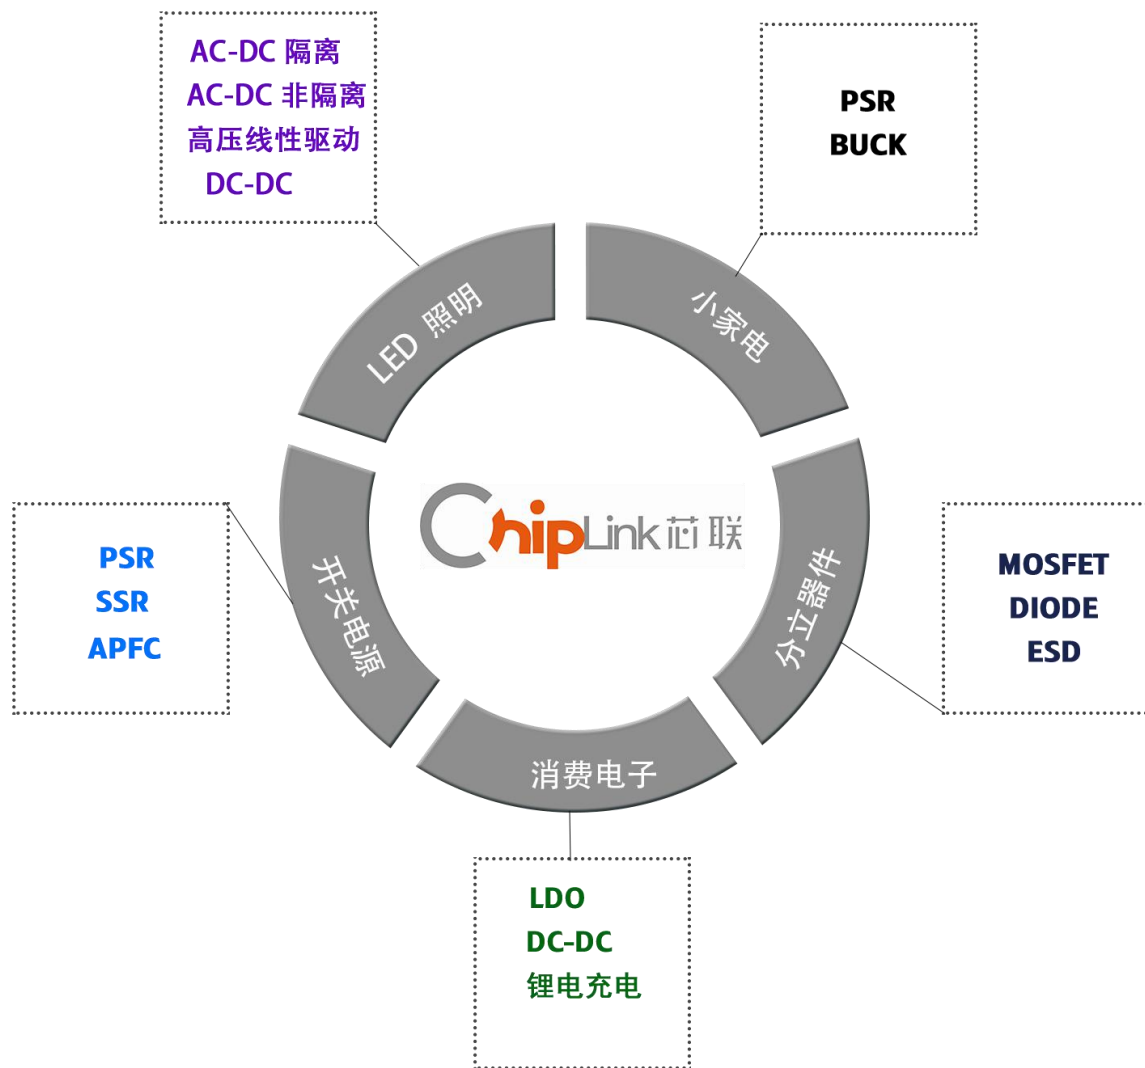 AC-DC 隔离
AC-DC 非隔离
高压线性驱动
DC-DC
PSR
BUCK
LED 照明
小家电
ChipLink芯联
开关电源
分立器件
消费电子
PSR
SSR
APFC
MOSFET
DIODE
ESD
LDO
DC-DC
锂电充电